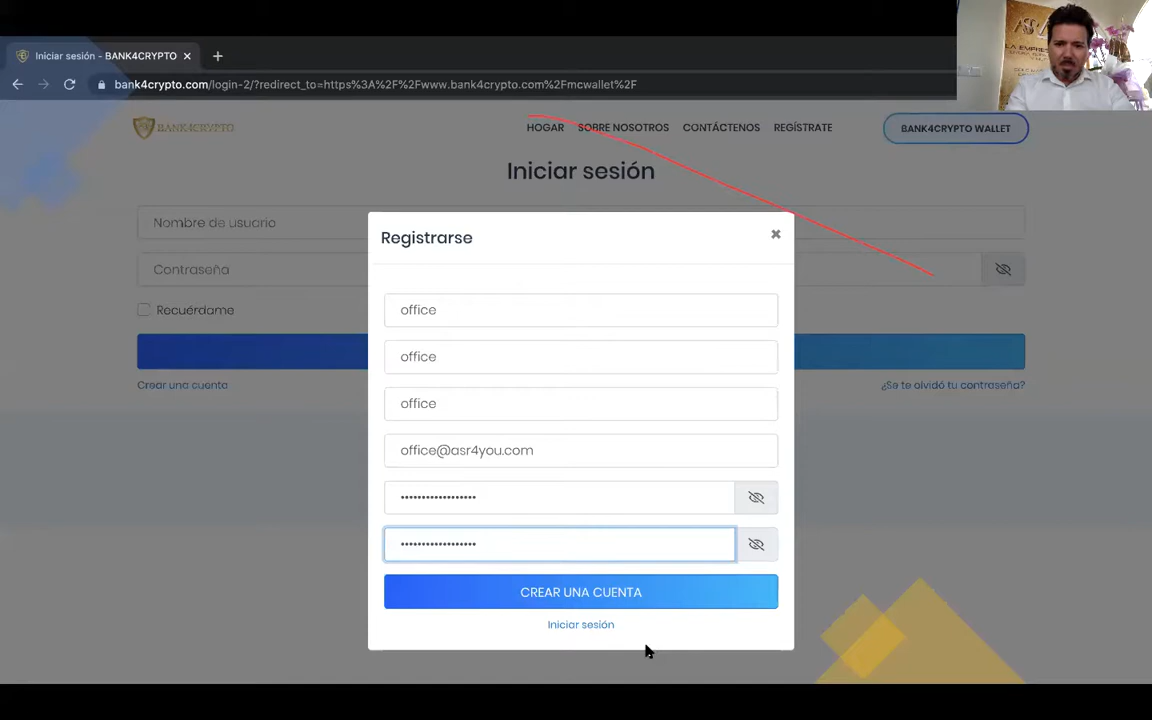 Iniciar sesión - BANK4CRYPTO
bank4crypto.com/login-2/?redirect_to=https%3A%2F%2Fwww.bank4crypto.com%2Fmcwallet%2F
BANK4CRYPTO
HOGAR
SOBRE NOSOTROS
CONTÁCTENOS
REGÍSTRATE
BANK4CRYPTO WALLET
Iniciar sesión
Nombre de usuario
Contraseña
Recuérdame
Crear una cuenta
¿Se te olvidó tu contraseña?
Registrarse
office
office
office
office@asr4you.com
••••••••••••••••••
••••••••••••••••••
CREAR UNA CUENTA
Iniciar sesión